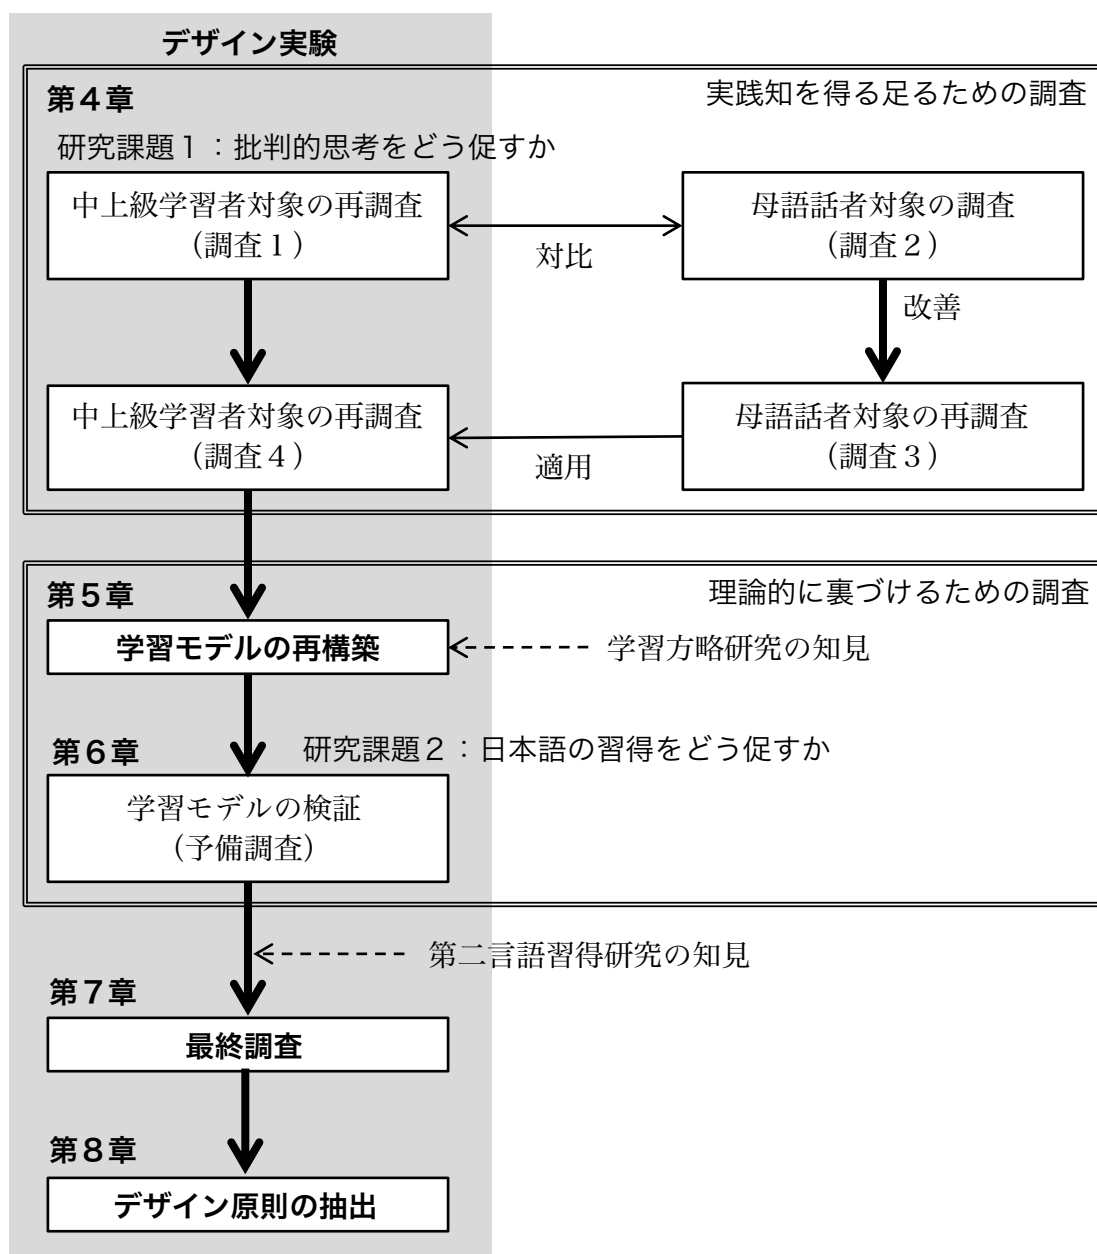 デザイン実験
第４章
実践知を得る足るための調査
研究課題１：批判的思考をどう促すか
中上級学習者対象の再調査
（調査１）
対比
母語話者対象の調査
（調査２）
改善
中上級学習者対象の再調査
（調査４）
適用
母語話者対象の再調査
（調査３）
第５章
理論的に裏づけるための調査
学習モデルの再構築
学習方略研究の知見
第６章
研究課題２：日本語の習得をどう促すか
学習モデルの検証
（予備調査）
第二言語習得研究の知見
第７章
最終調査
第８章
デザイン原則の抽出